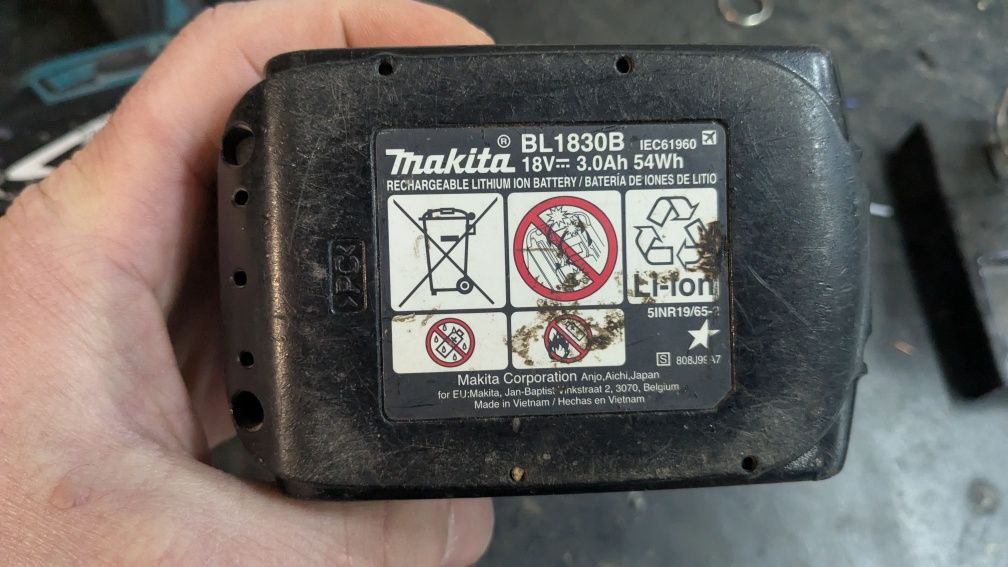 makita® BL1830B IEC61960
18V⎓ 3.0Ah 54Wh
RECHARGEABLE LITHIUM ION BATTERY / BATERÍA DE IONES DE LITIO
Li-ion
5INR19/65-2
S 808J99A7
Makita Corporation Anjo,Aichi,Japan
for EU:Makita, Jan-Baptist Vinkstraat 2, 3070, Belgium
Made in Vietnam / Hechas en Vietnam